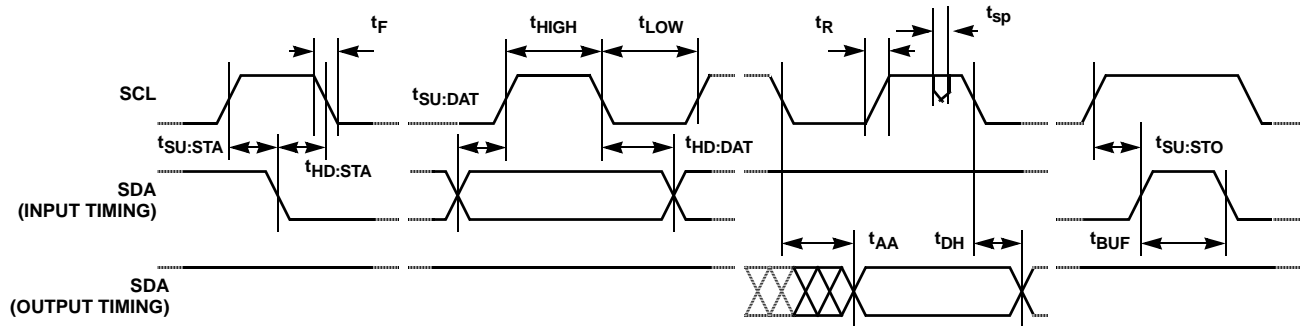 tF
tHIGH
tLOW
tR
tsp
SCL
tSU:DAT
tSU:STA
tHD:STA
tHD:DAT
tSU:STO
SDA
(INPUT TIMING)
tAA
tDH
tBUF
SDA
(OUTPUT TIMING)